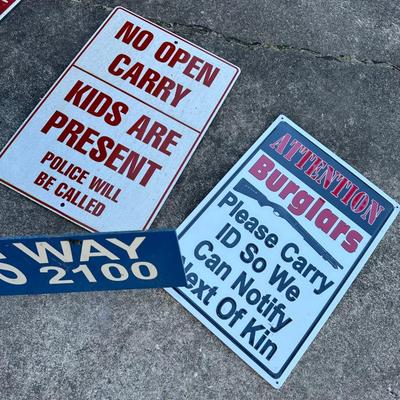 NO OPEN
CARRY
KIDS ARE
PRESENT
POLICE WILL
BE CALLED
WAY
2100
ATTENTION
Burglars
Please Carry
ID So We
Can Notify
Next Of Kin